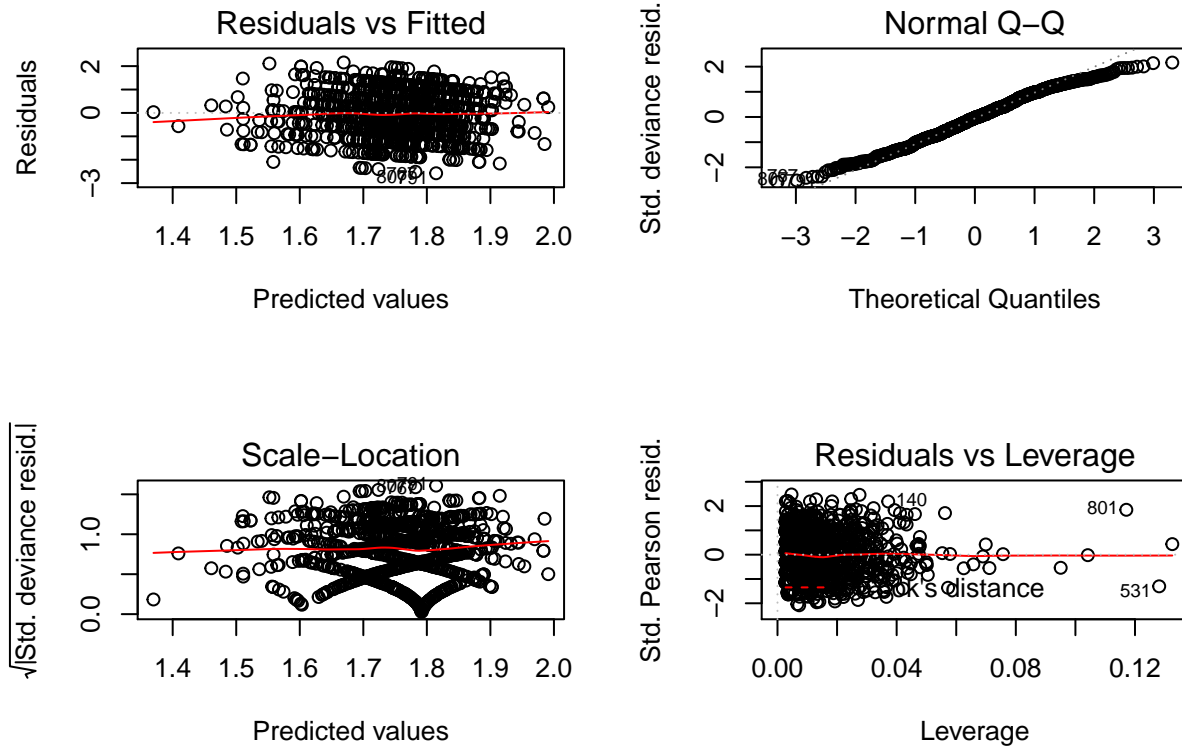 Residuals vs Fitted
Residuals
2
0
−3
1.4 1.5 1.6 1.7 1.8 1.9 2.0
Predicted values
Normal Q−Q
Std. deviance resid.
2
0
−2
−3 −2 −1 0 1 2 3
Theoretical Quantiles
Scale−Location
√|Std. deviance resid.|
1.0
0.0
1.4 1.5 1.6 1.7 1.8 1.9 2.0
Predicted values
Residuals vs Leverage
Std. Pearson resid.
2
0
−2
140
801
531
distance
0.00 0.04 0.08 0.12
Leverage